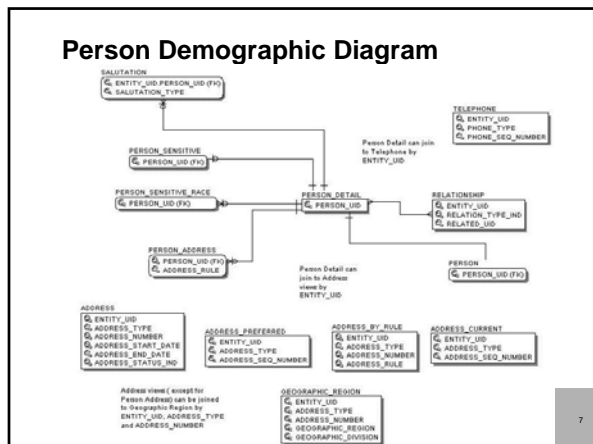 Person Demographic Diagram
SALUTATION
ENTITY_UID.PERSON_UID (FK)
SALUTATION_TYPE
TELEPHONE
ENTITY_UID
PHONE_TYPE
PHONE_SEQ_NUMBER
Person Detail can join
to Telephone by
ENTITY_UID
PERSON_SENSITIVE
PERSON_UID (FK)
PERSON_SENSITIVE_RACE
PERSON_UID (FK)
PERSON_DETAIL
PERSON_UID
RELATIONSHIP
ENTITY_UID
RELATION_TYPE_IND
RELATED_UID
PERSON_ADDRESS
PERSON_UID (FK)
ADDRESS_RULE
PERSON
PERSON_UID (FK)
Person Detail can
join to Address
views by
ENTITY_UID
ADDRESS
ENTITY_UID
ADDRESS_TYPE
ADDRESS_NUMBER
ADDRESS_START_DATE
ADDRESS_END_DATE
ADDRESS_STATUS_IND
ADDRESS_PREFERRED
ENTITY_UID
ADDRESS_TYPE
ADDRESS_SEQ_NUMBER
ADDRESS_BY_RULE
ENTITY_UID
ADDRESS_TYPE
ADDRESS_NUMBER
ADDRESS_RULE
ADDRESS_CURRENT
ENTITY_UID
ADDRESS_TYPE
ADDRESS_SEQ_NUMBER
Address views ( except for
Person Address) can be joined
to Geographic Region by
ENTITY_UID, ADDRESS_TYPE
and ADDRESS_NUMBER
GEOGRAPHIC_REGION
ENTITY_UID
ADDRESS_TYPE
ADDRESS_NUMBER
GEOGRAPHIC_REGION
GEOGRAPHIC_DIVISION
7